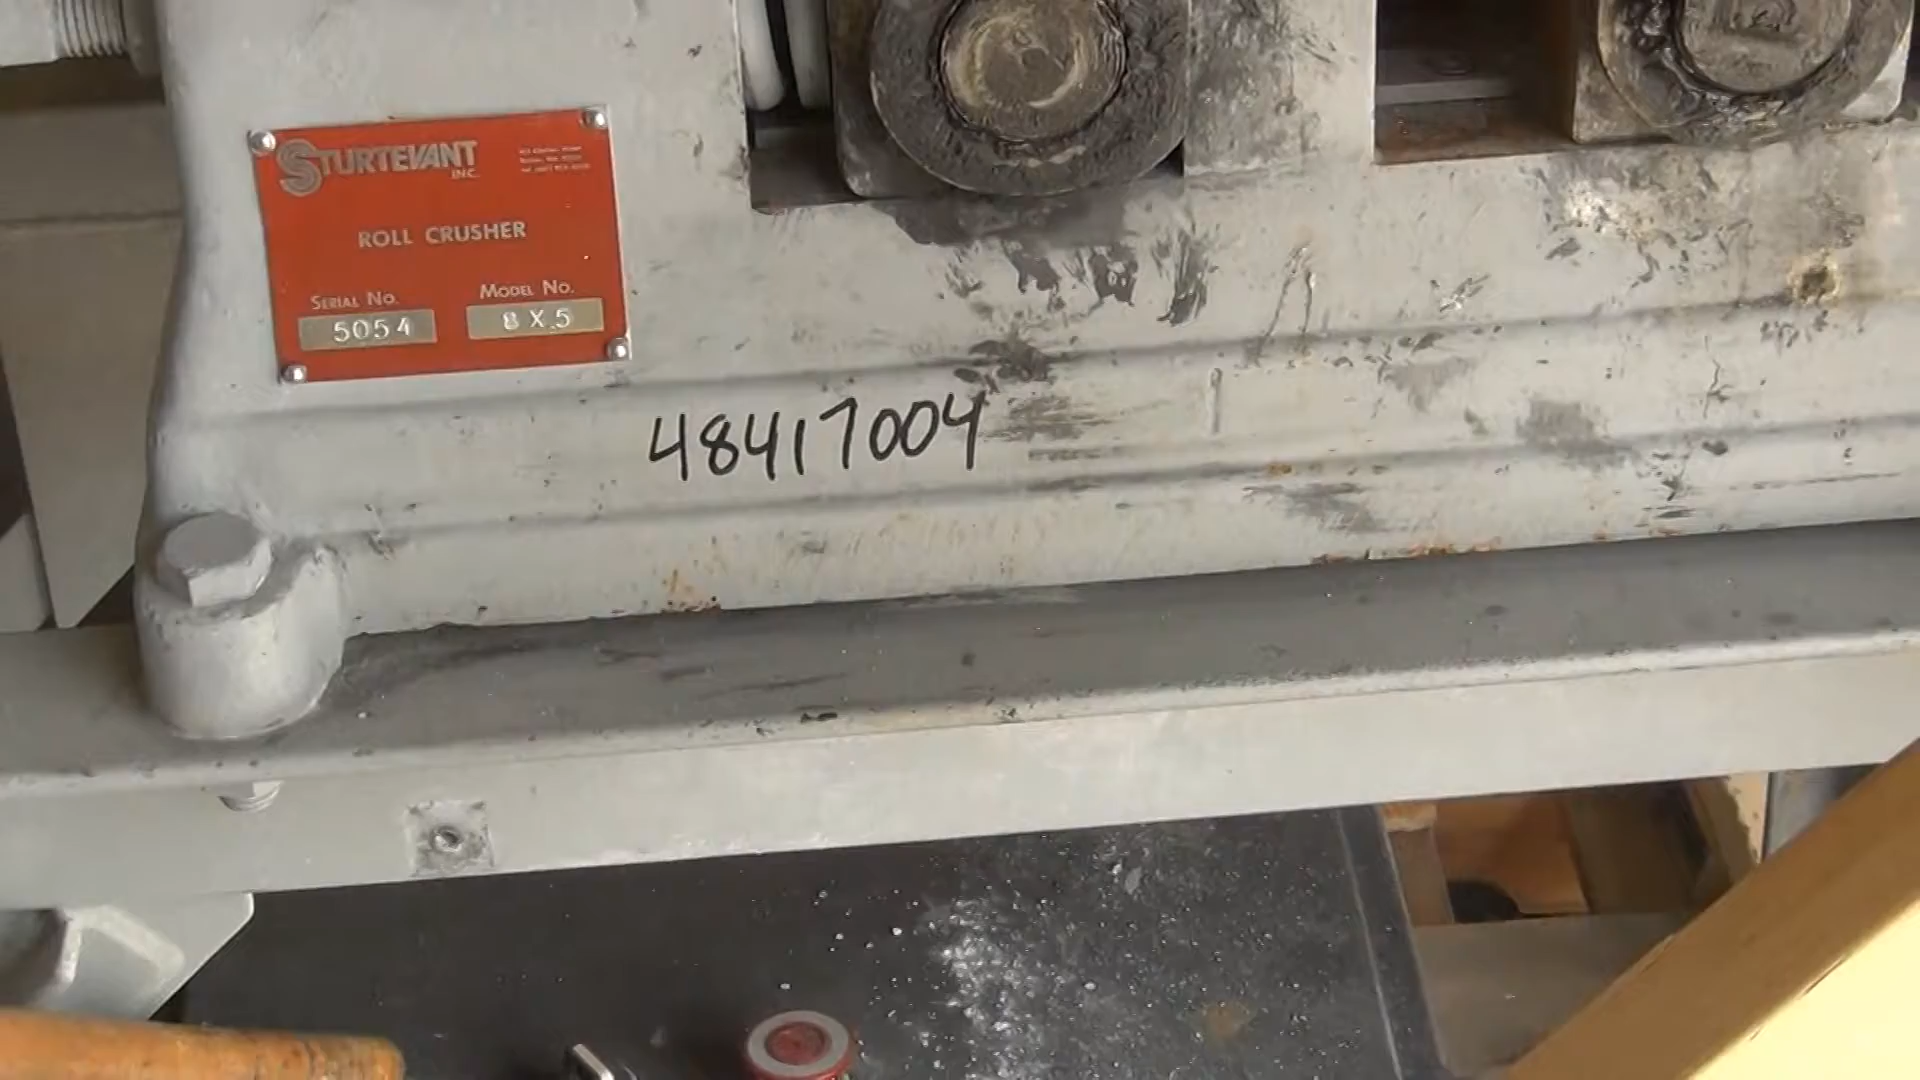 STURTEVANT
INC.
ROLL CRUSHER
SERIAL NO.
MODEL NO.
5054
8 X 5
48417004